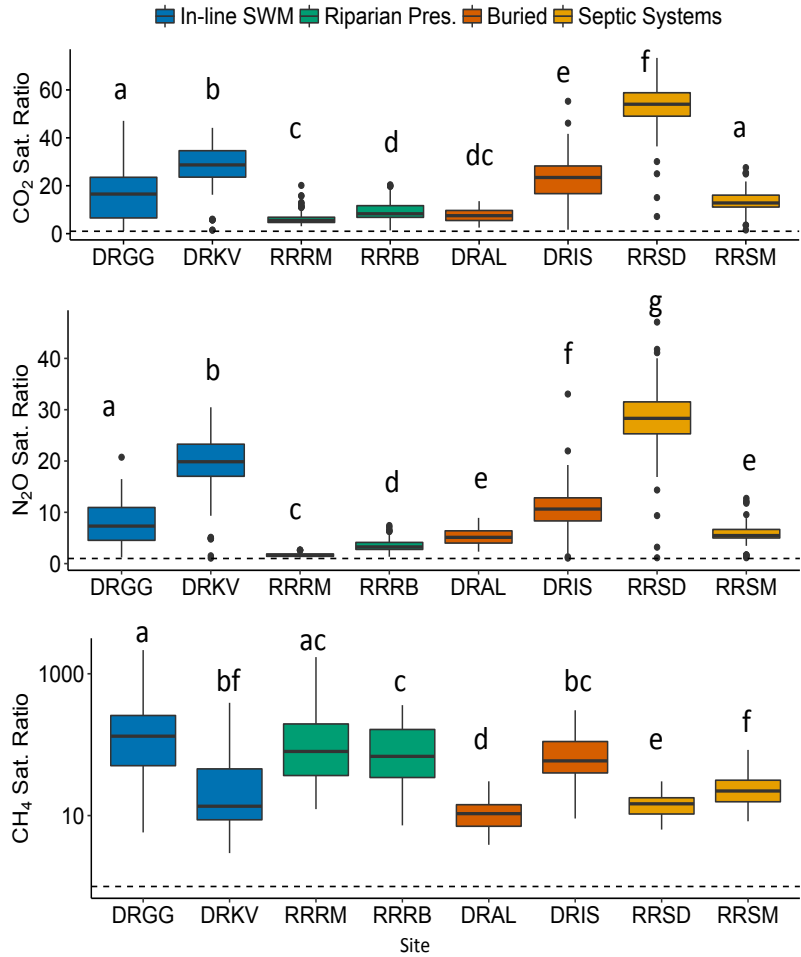 In-line SWM Riparian Pres. Buried Septic Systems
CO2 Sat. Ratio
60
40
20
0
a b c d dc e f a
DRGG DRKV RRRM RRRB DRAL DRIS RRSD RRSM
N2O Sat. Ratio
40
30
20
10
0
a b c d e f g e
DRGG DRKV RRRM RRRB DRAL DRIS RRSD RRSM
CH4 Sat. Ratio
1000
10
a bf ac c d bc e f
DRGG DRKV RRRM RRRB DRAL DRIS RRSD RRSM
Site